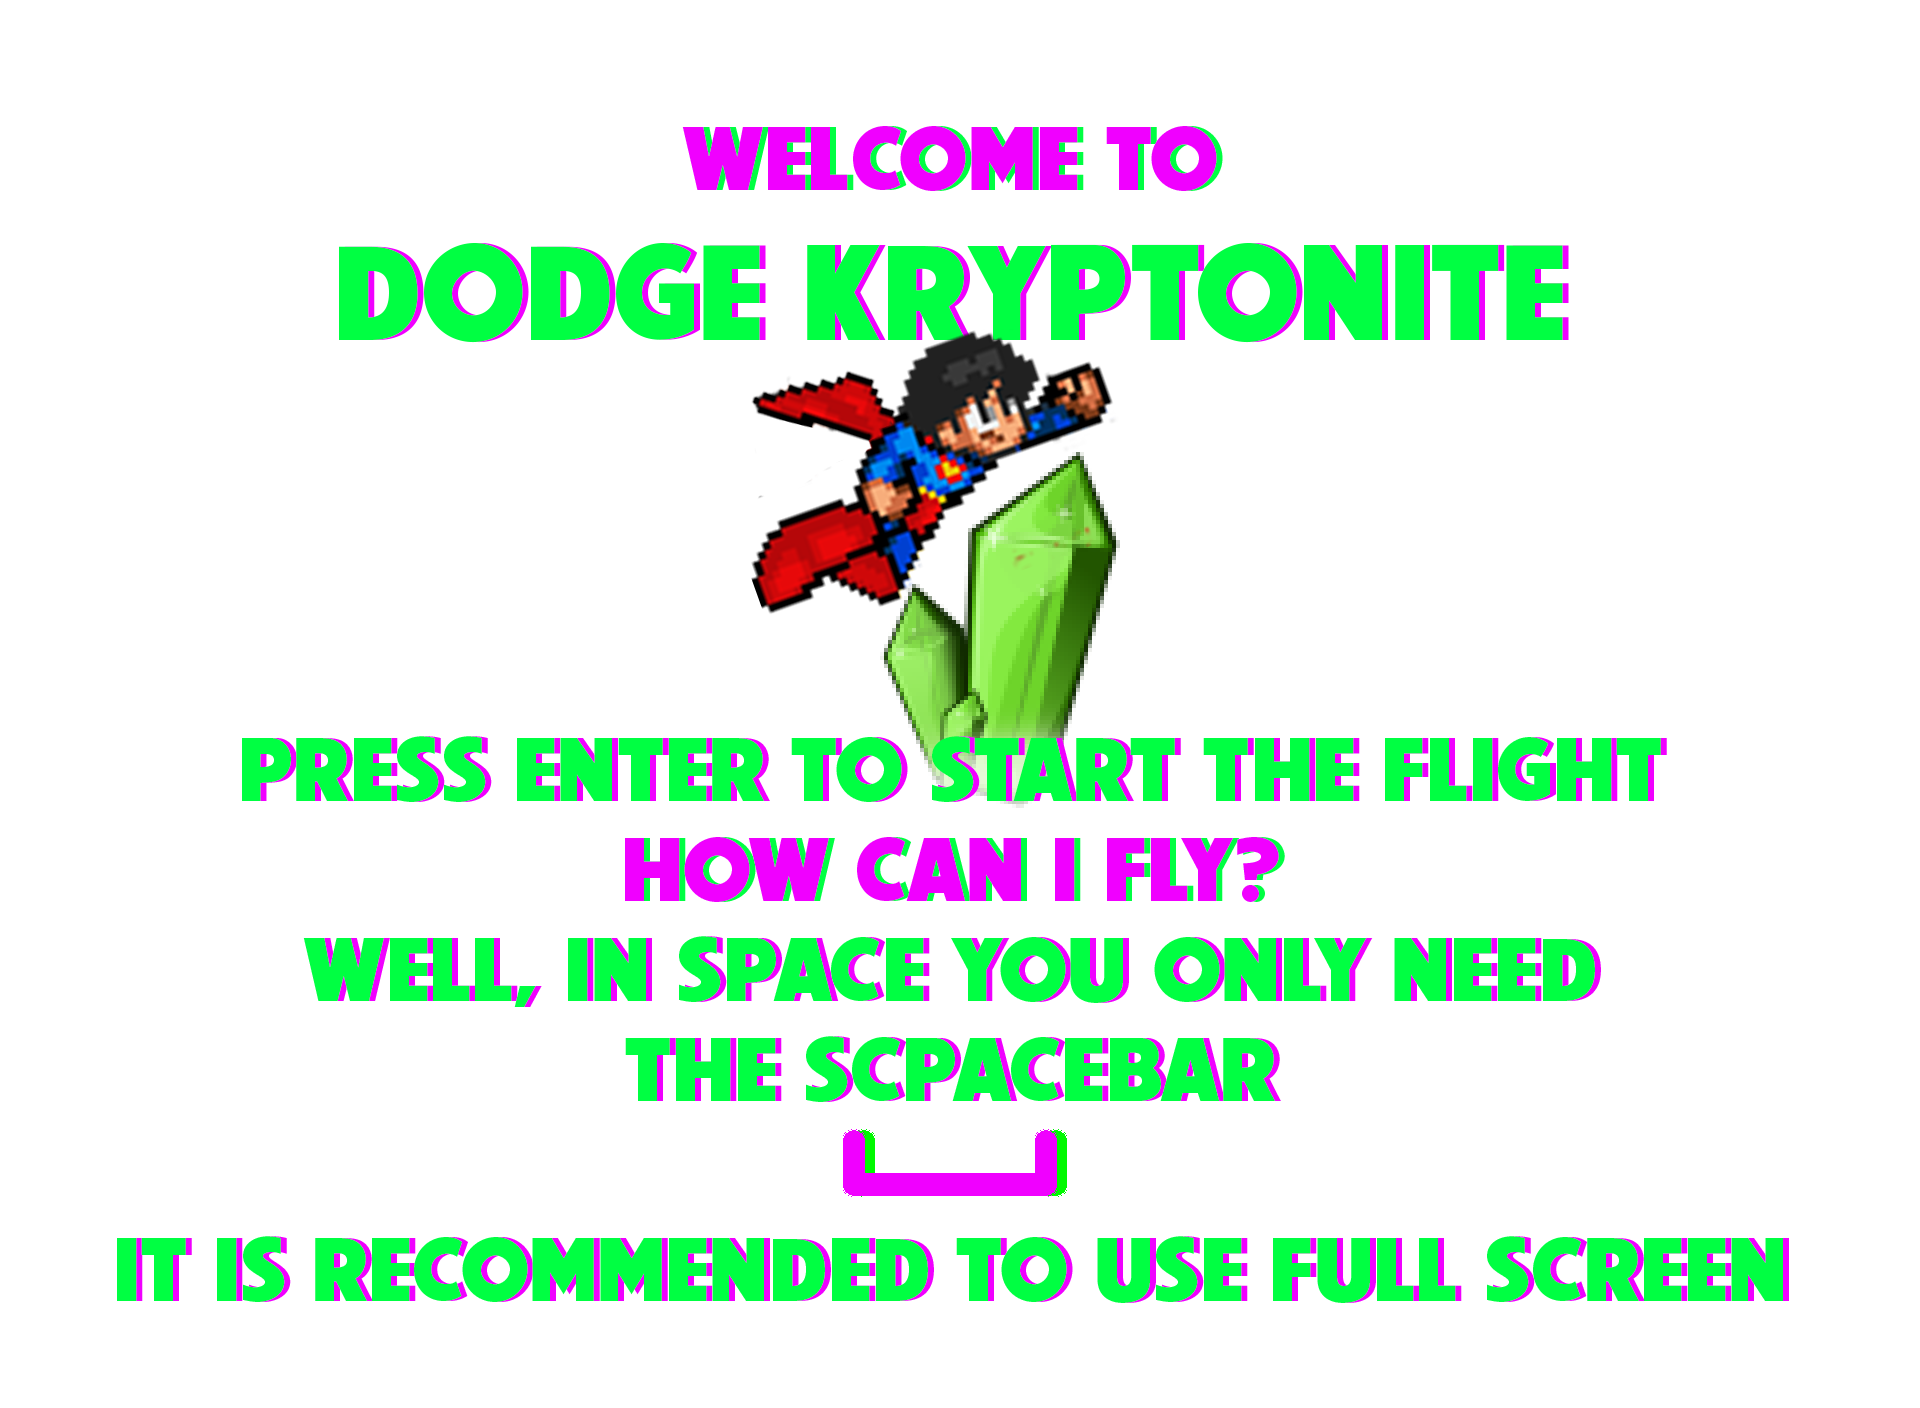 WELCOME TO
DODGE KRYPTONITE
PRESS ENTER TO START THE FLIGHT
HOW CAN I FLY?
WELL, IN SPACE YOU ONLY NEED
THE SCPACEBAR
IT IS RECOMMENDED TO USE FULL SCREEN